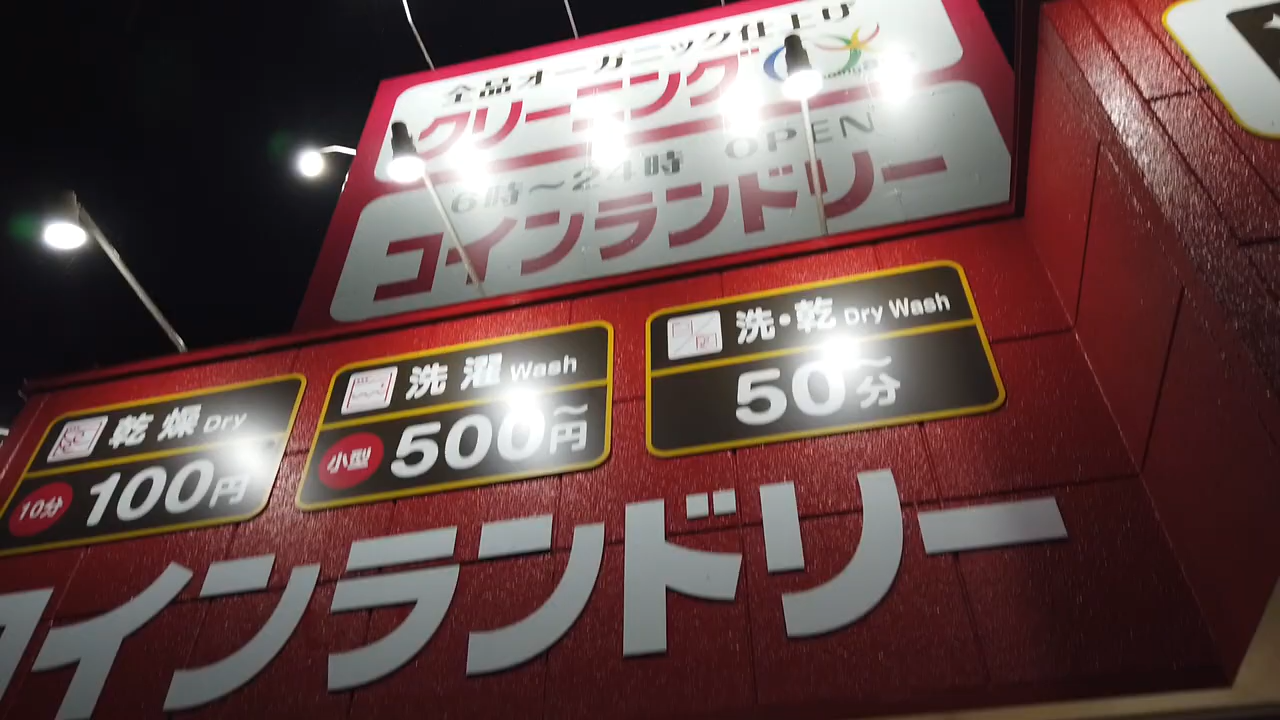 全品オーガニック仕上げ
クリーニング
6時～24時 OPEN
コインランドリー
乾燥 Dry
10分 100円
洗濯 Wash
小型 500円～
洗・乾 Dry Wash
50分～
コインランドリー